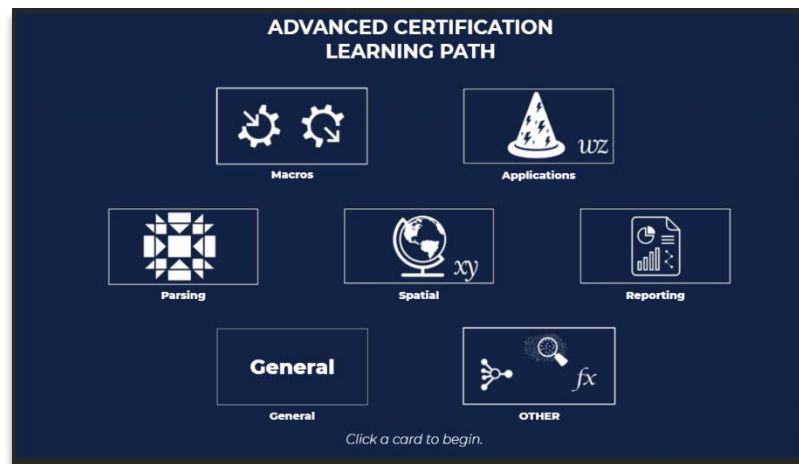 ADVANCED CERTIFICATION
LEARNING PATH
Macros
wz
Applications
Parsing
xy
Spatial
Reporting
General
General
fx
OTHER
Click a card to begin.